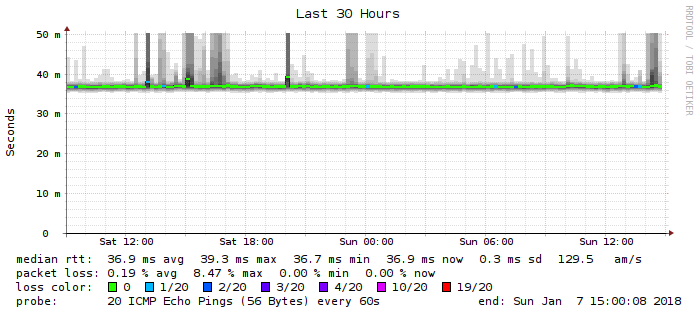 Last 30 Hours
RRDTOOL / TOBI OETIKER
Seconds
50 m
40 m
30 m
20 m
10 m
0
Sat 12:00 Sat 18:00 Sun 00:00 Sun 06:00 Sun 12:00
median rtt: 36.9 ms avg 39.3 ms max 36.7 ms min 36.9 ms now 0.3 ms sd 129.5 am/s
packet loss: 0.19 % avg 8.47 % max 0.00 % min 0.00 % now
loss color: 0 1/20 2/20 3/20 4/20 10/20 19/20
probe: 20 ICMP Echo Pings (56 Bytes) every 60s end: Sun Jan 7 15:00:08 2018